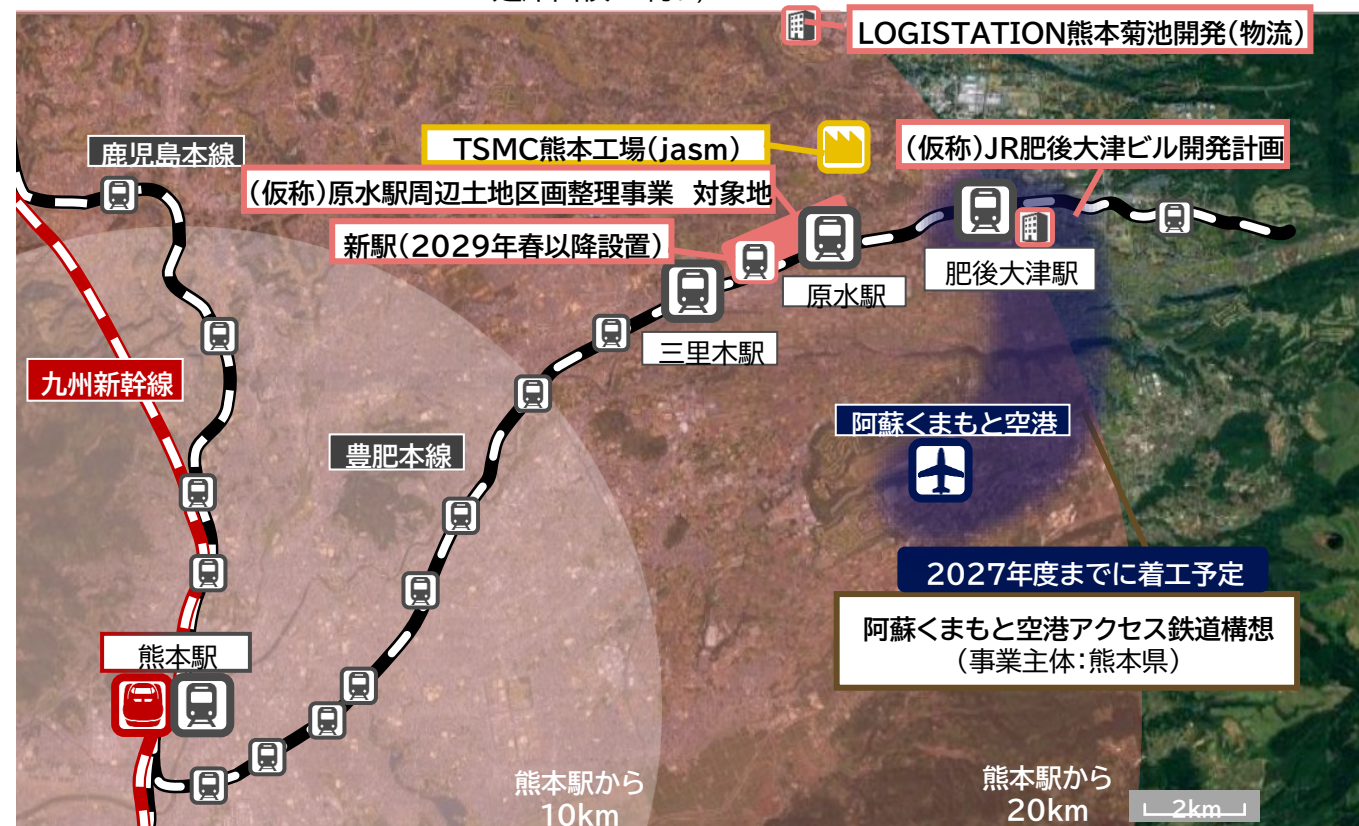 LOGISTATION熊本菊池開発(物流)
TSMC熊本工場(jasm)
(仮称)JR肥後大津ビル開発計画
鹿児島本線
(仮称)原水駅周辺土地区画整理事業 対象地
新駅(2029年春以降設置)
肥後大津駅
原水駅
三里木駅
九州新幹線
阿蘇くまもと空港
豊肥本線
2027年度までに着工予定
阿蘇くまもと空港アクセス鉄道構想
(事業主体:熊本県)
熊本駅
熊本駅から
10km
熊本駅から
20km
2km